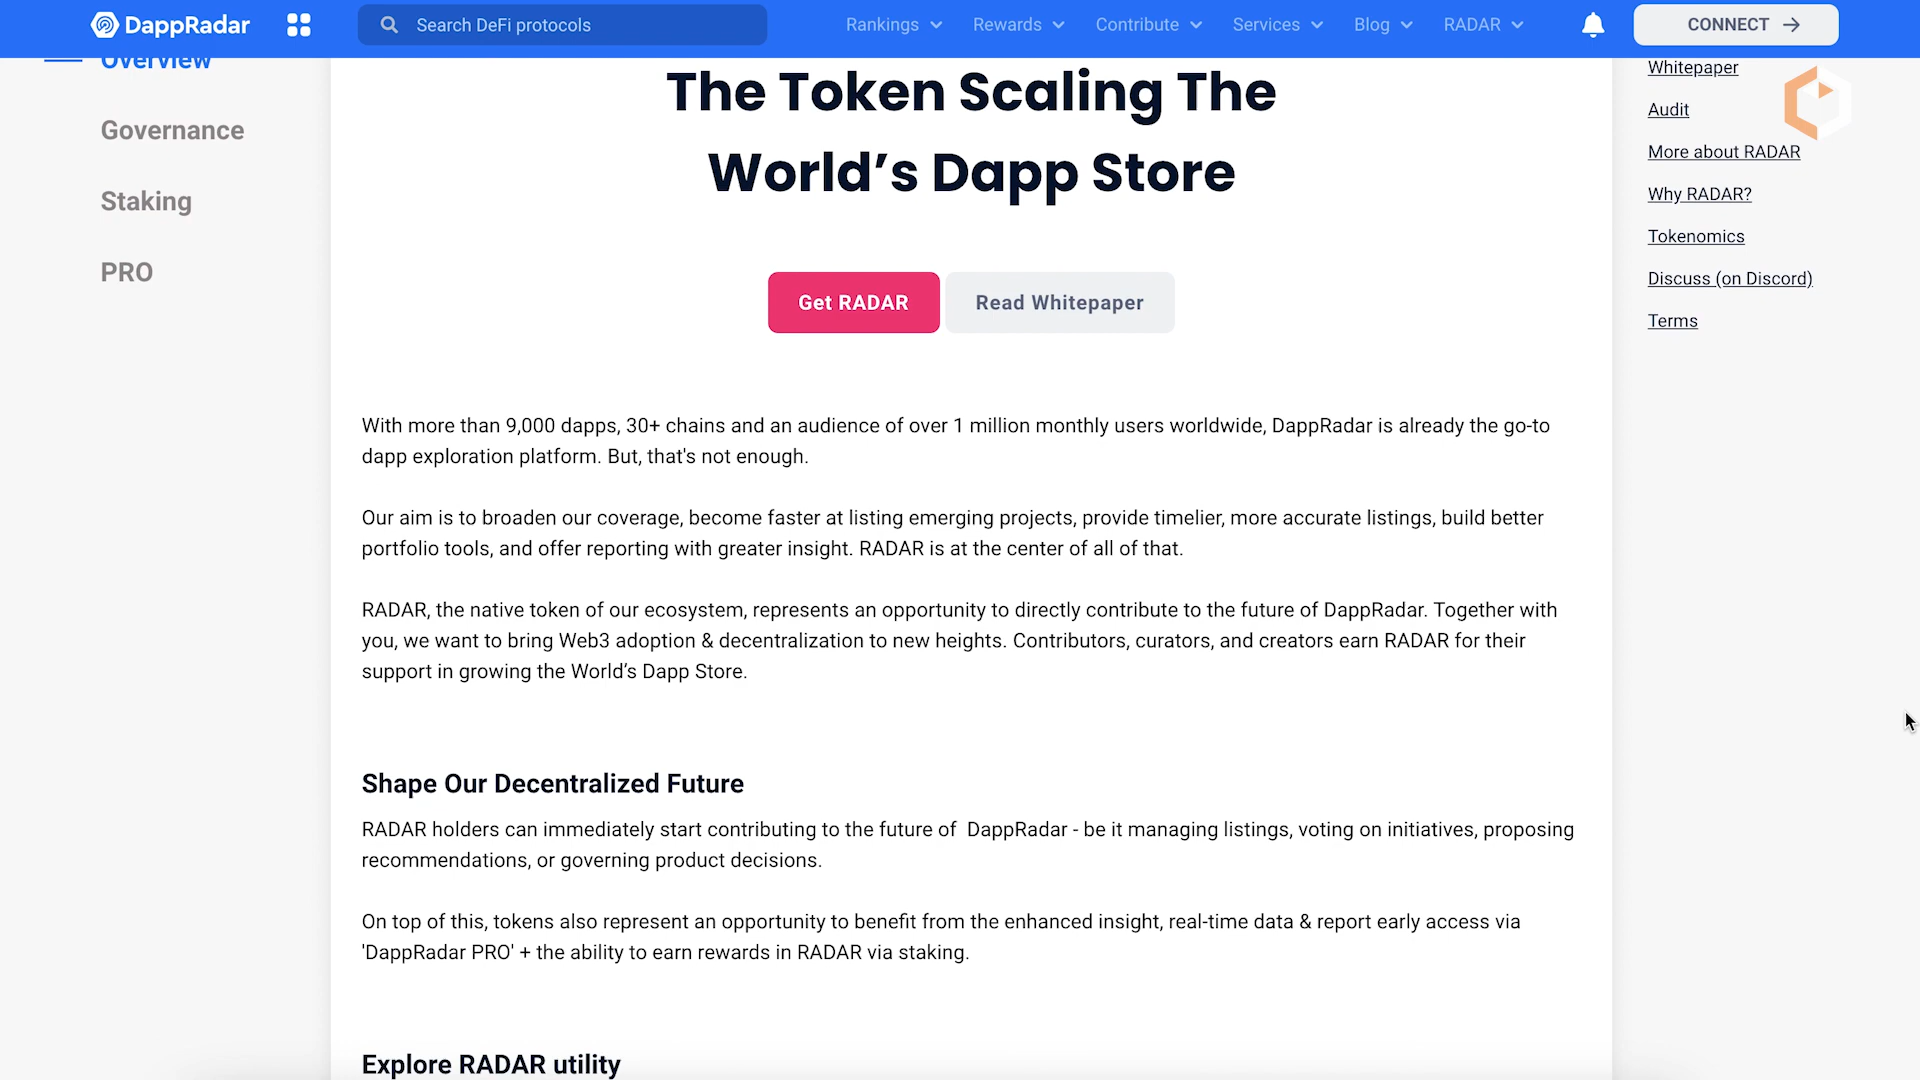 DappRadar
Search DeFi protocols
Rankings
Rewards
Contribute
Services
Blog
RADAR
CONNECT
Overview
Governance
Staking
PRO
The Token Scaling The
World’s Dapp Store
Get RADAR
Read Whitepaper
With more than 9,000 dapps, 30+ chains and an audience of over 1 million monthly users worldwide, DappRadar is already the go-to
dapp exploration platform. But, that's not enough.
Our aim is to broaden our coverage, become faster at listing emerging projects, provide timelier, more accurate listings, build better
portfolio tools, and offer reporting with greater insight. RADAR is at the center of all of that.
RADAR, the native token of our ecosystem, represents an opportunity to directly contribute to the future of DappRadar. Together with
you, we want to bring Web3 adoption & decentralization to new heights. Contributors, curators, and creators earn RADAR for their
support in growing the World’s Dapp Store.
Shape Our Decentralized Future
RADAR holders can immediately start contributing to the future of  DappRadar - be it managing listings, voting on initiatives, proposing
recommendations, or governing product decisions.
On top of this, tokens also represent an opportunity to benefit from the enhanced insight, real-time data & report early access via
'DappRadar PRO' + the ability to earn rewards in RADAR via staking.
Explore RADAR utility
Whitepaper
Audit
More about RADAR
Why RADAR?
Tokenomics
Discuss (on Discord)
Terms